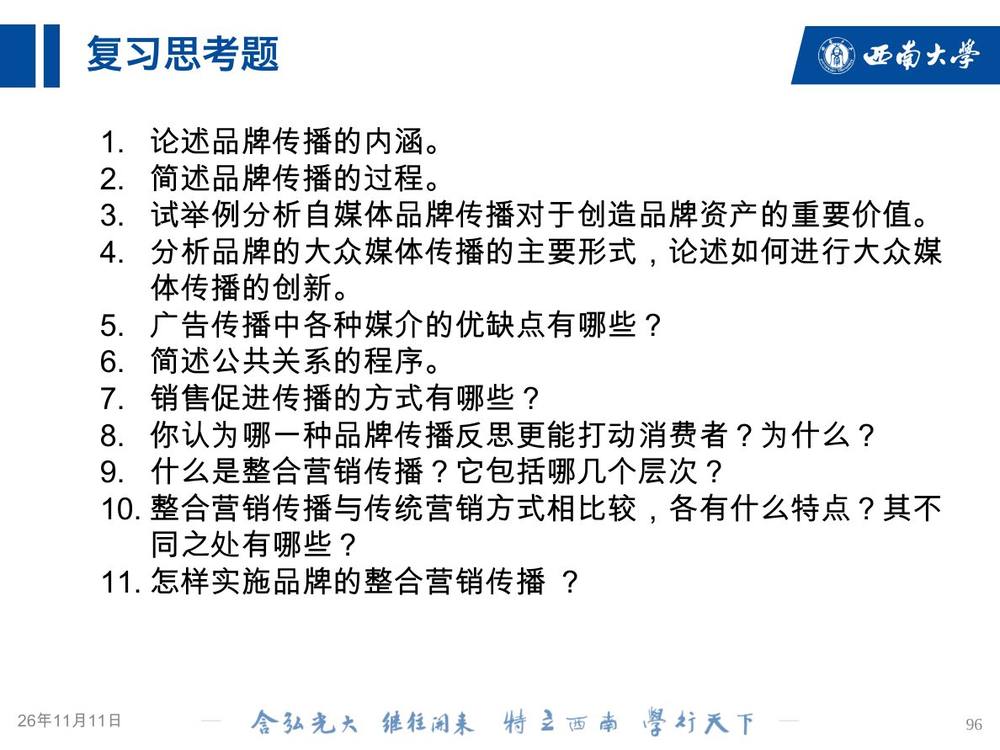 复习思考题
西南大学
1. 论述品牌传播的内涵。
2. 简述品牌传播的过程。
3. 试举例分析自媒体品牌传播对于创造品牌资产的重要价值。
4. 分析品牌的大众媒体传播的主要形式，论述如何进行大众媒
体传播的创新。
5. 广告传播中各种媒介的优缺点有哪些？
6. 简述公共关系的程序。
7. 销售促进传播的方式有哪些？
8. 你认为哪一种品牌传播反思更能打动消费者？为什么？
9. 什么是整合营销传播？它包括哪几个层次？
10. 整合营销传播与传统营销方式相比较，各有什么特点？其不
同之处有哪些？
11. 怎样实施品牌的整合营销传播 ？
26年11月11日
含弘光大 继往开来 特立西南 学行天下
96